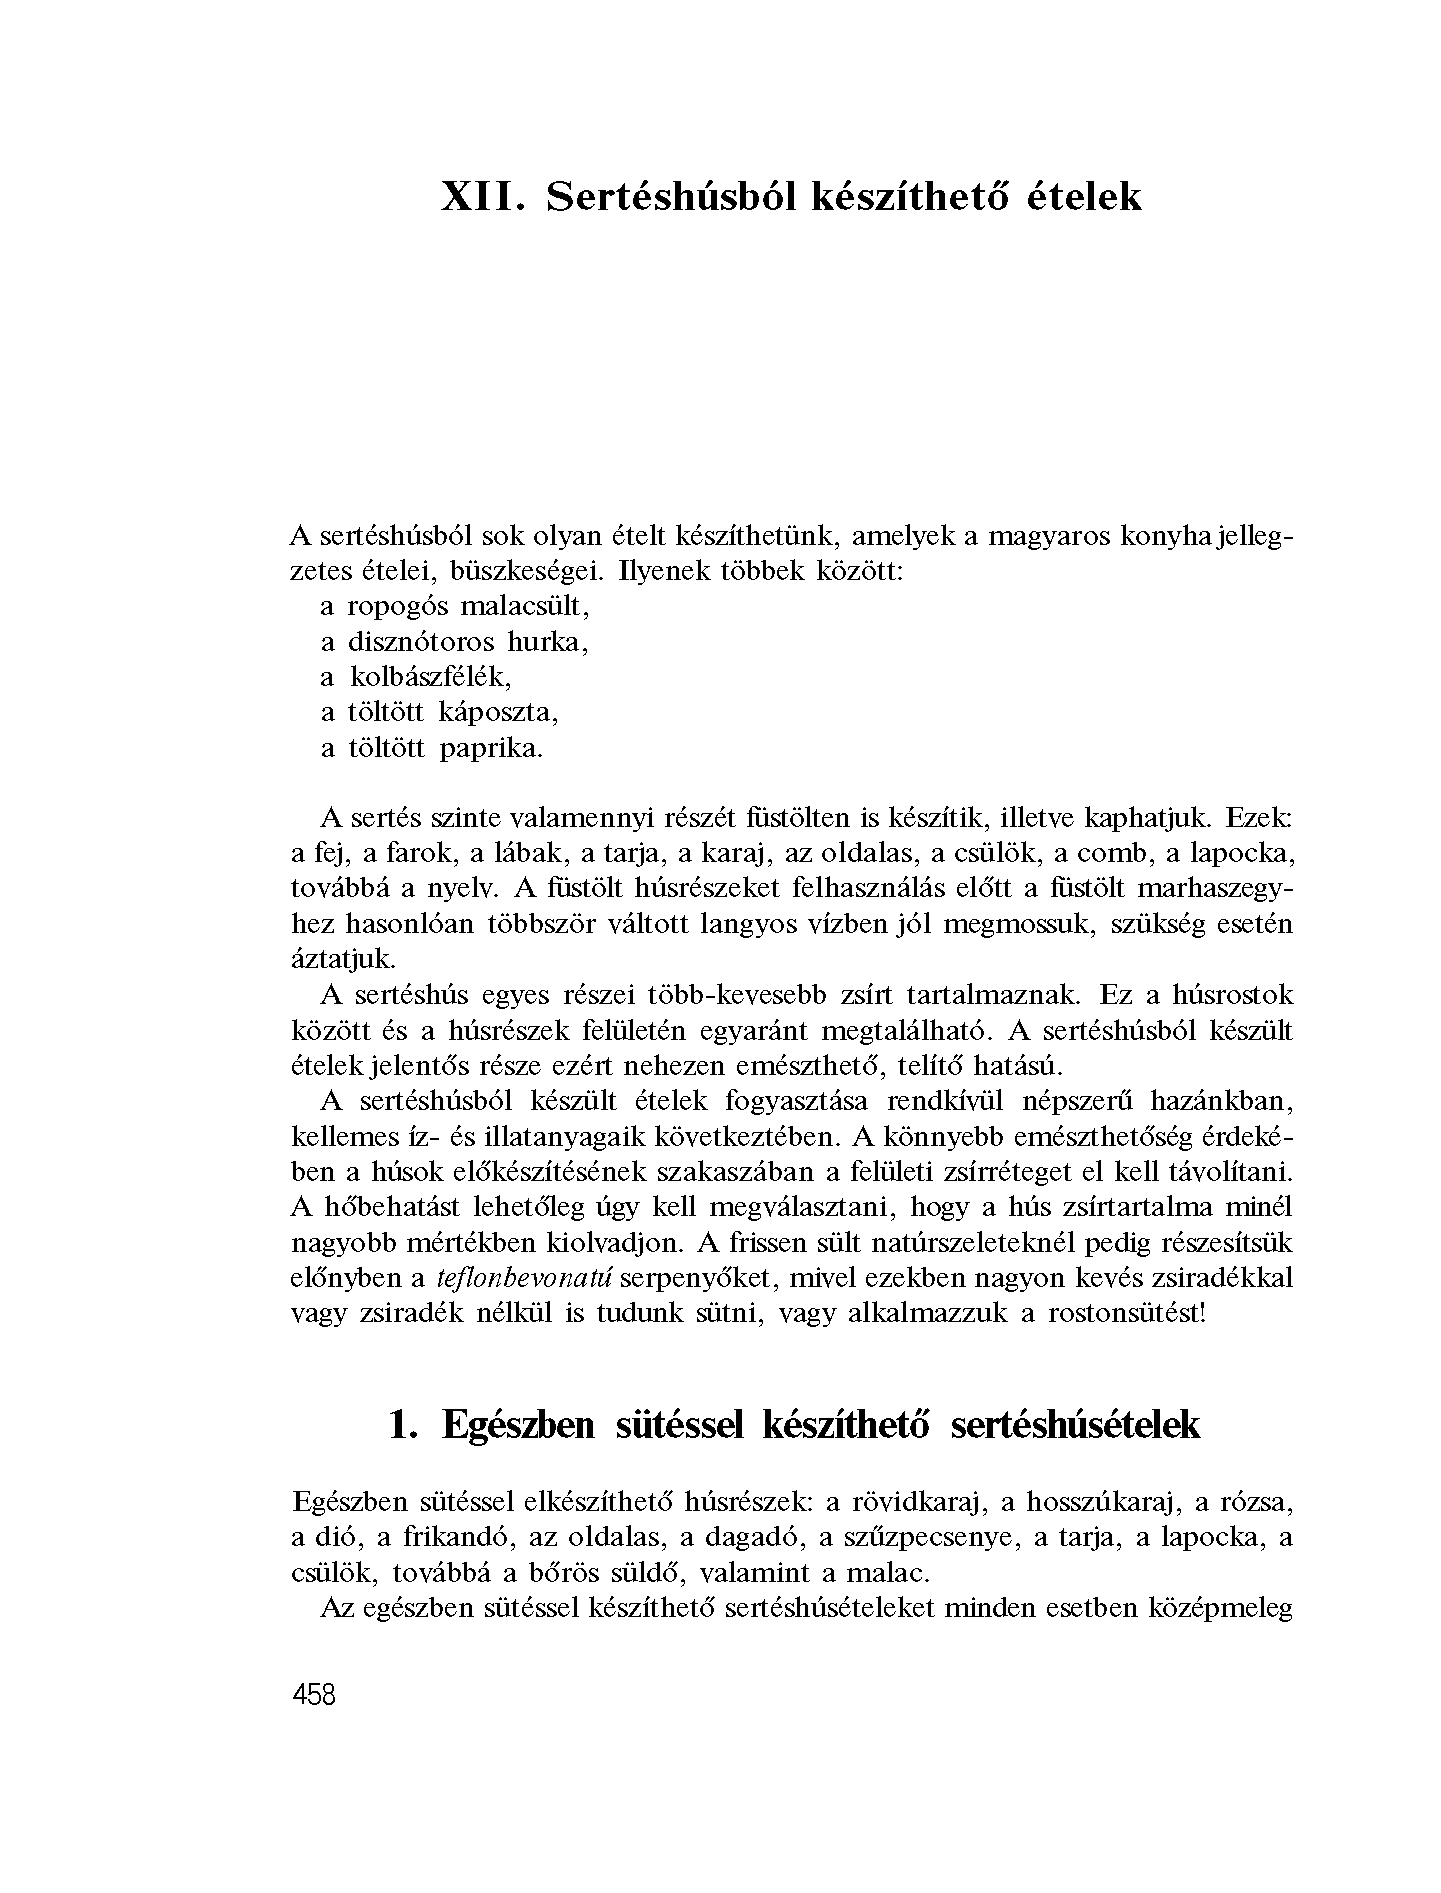 XII. Sertéshúsból készíthető ételek
A sertéshúsból sok olyan ételt készíthetünk, amelyek a magyaros konyha jelleg-
zetes ételei, büszkeségei. Ilyenek többek között:
a ropogós malacsült,
a disznótoros hurka,
a kolbászfélék,
a töltött káposzta,
a töltött paprika.
A sertés szinte valamennyi részét füstölten is készítik, illetve kaphatjuk. Ezek:
a fej, a farok, a lábak, a tarja, a karaj, az oldalas, a csülök, a comb, a lapocka,
továbbá a nyelv. A füstölt húsrészeket felhasználás előtt a füstölt marhaszegy-
hez hasonlóan többször váltott langyos vízben jól megmossuk, szükség esetén
áztatjuk.
A sertéshús egyes részei több-kevesebb zsírt tartalmaznak. Ez a húsrostok
között és a húsrészek felületén egyaránt megtalálható. A sertéshúsból készült
ételek jelentős része ezért nehezen emészthető, telítő hatású.
A sertéshúsból készült ételek fogyasztása rendkívül népszerű hazánkban,
kellemes íz- és illatanyagaik következtében. A könnyebb emészthetőség érdeké-
ben a húsok előkészítésének szakaszában a felületi zsírréteget el kell távolítani.
A hőbehatást lehetőleg úgy kell megválasztani, hogy a hús zsírtartalma minél
nagyobb mértékben kiolvadjon. A frissen sült natúrszeleteknél pedig részesítsük
előnyben a teflonbevonatú serpenyőket, mivel ezekben nagyon kevés zsiradékkal
vagy zsiradék nélkül is tudunk sütni, vagy alkalmazzuk a rostonsütést!
1. Egészben sütéssel készíthető sertéshúsételek
Egészben sütéssel elkészíthető húsrészek: a rövidkaraj, a hosszúkaraj, a rózsa,
a dió, a frikandó, az oldalas, a dagadó, a szűzpecsenye, a tarja, a lapocka, a
csülök, továbbá a bőrös süldő, valamint a malac.
Az egészben sütéssel készíthető sertéshúsételeket minden esetben középmeleg
458